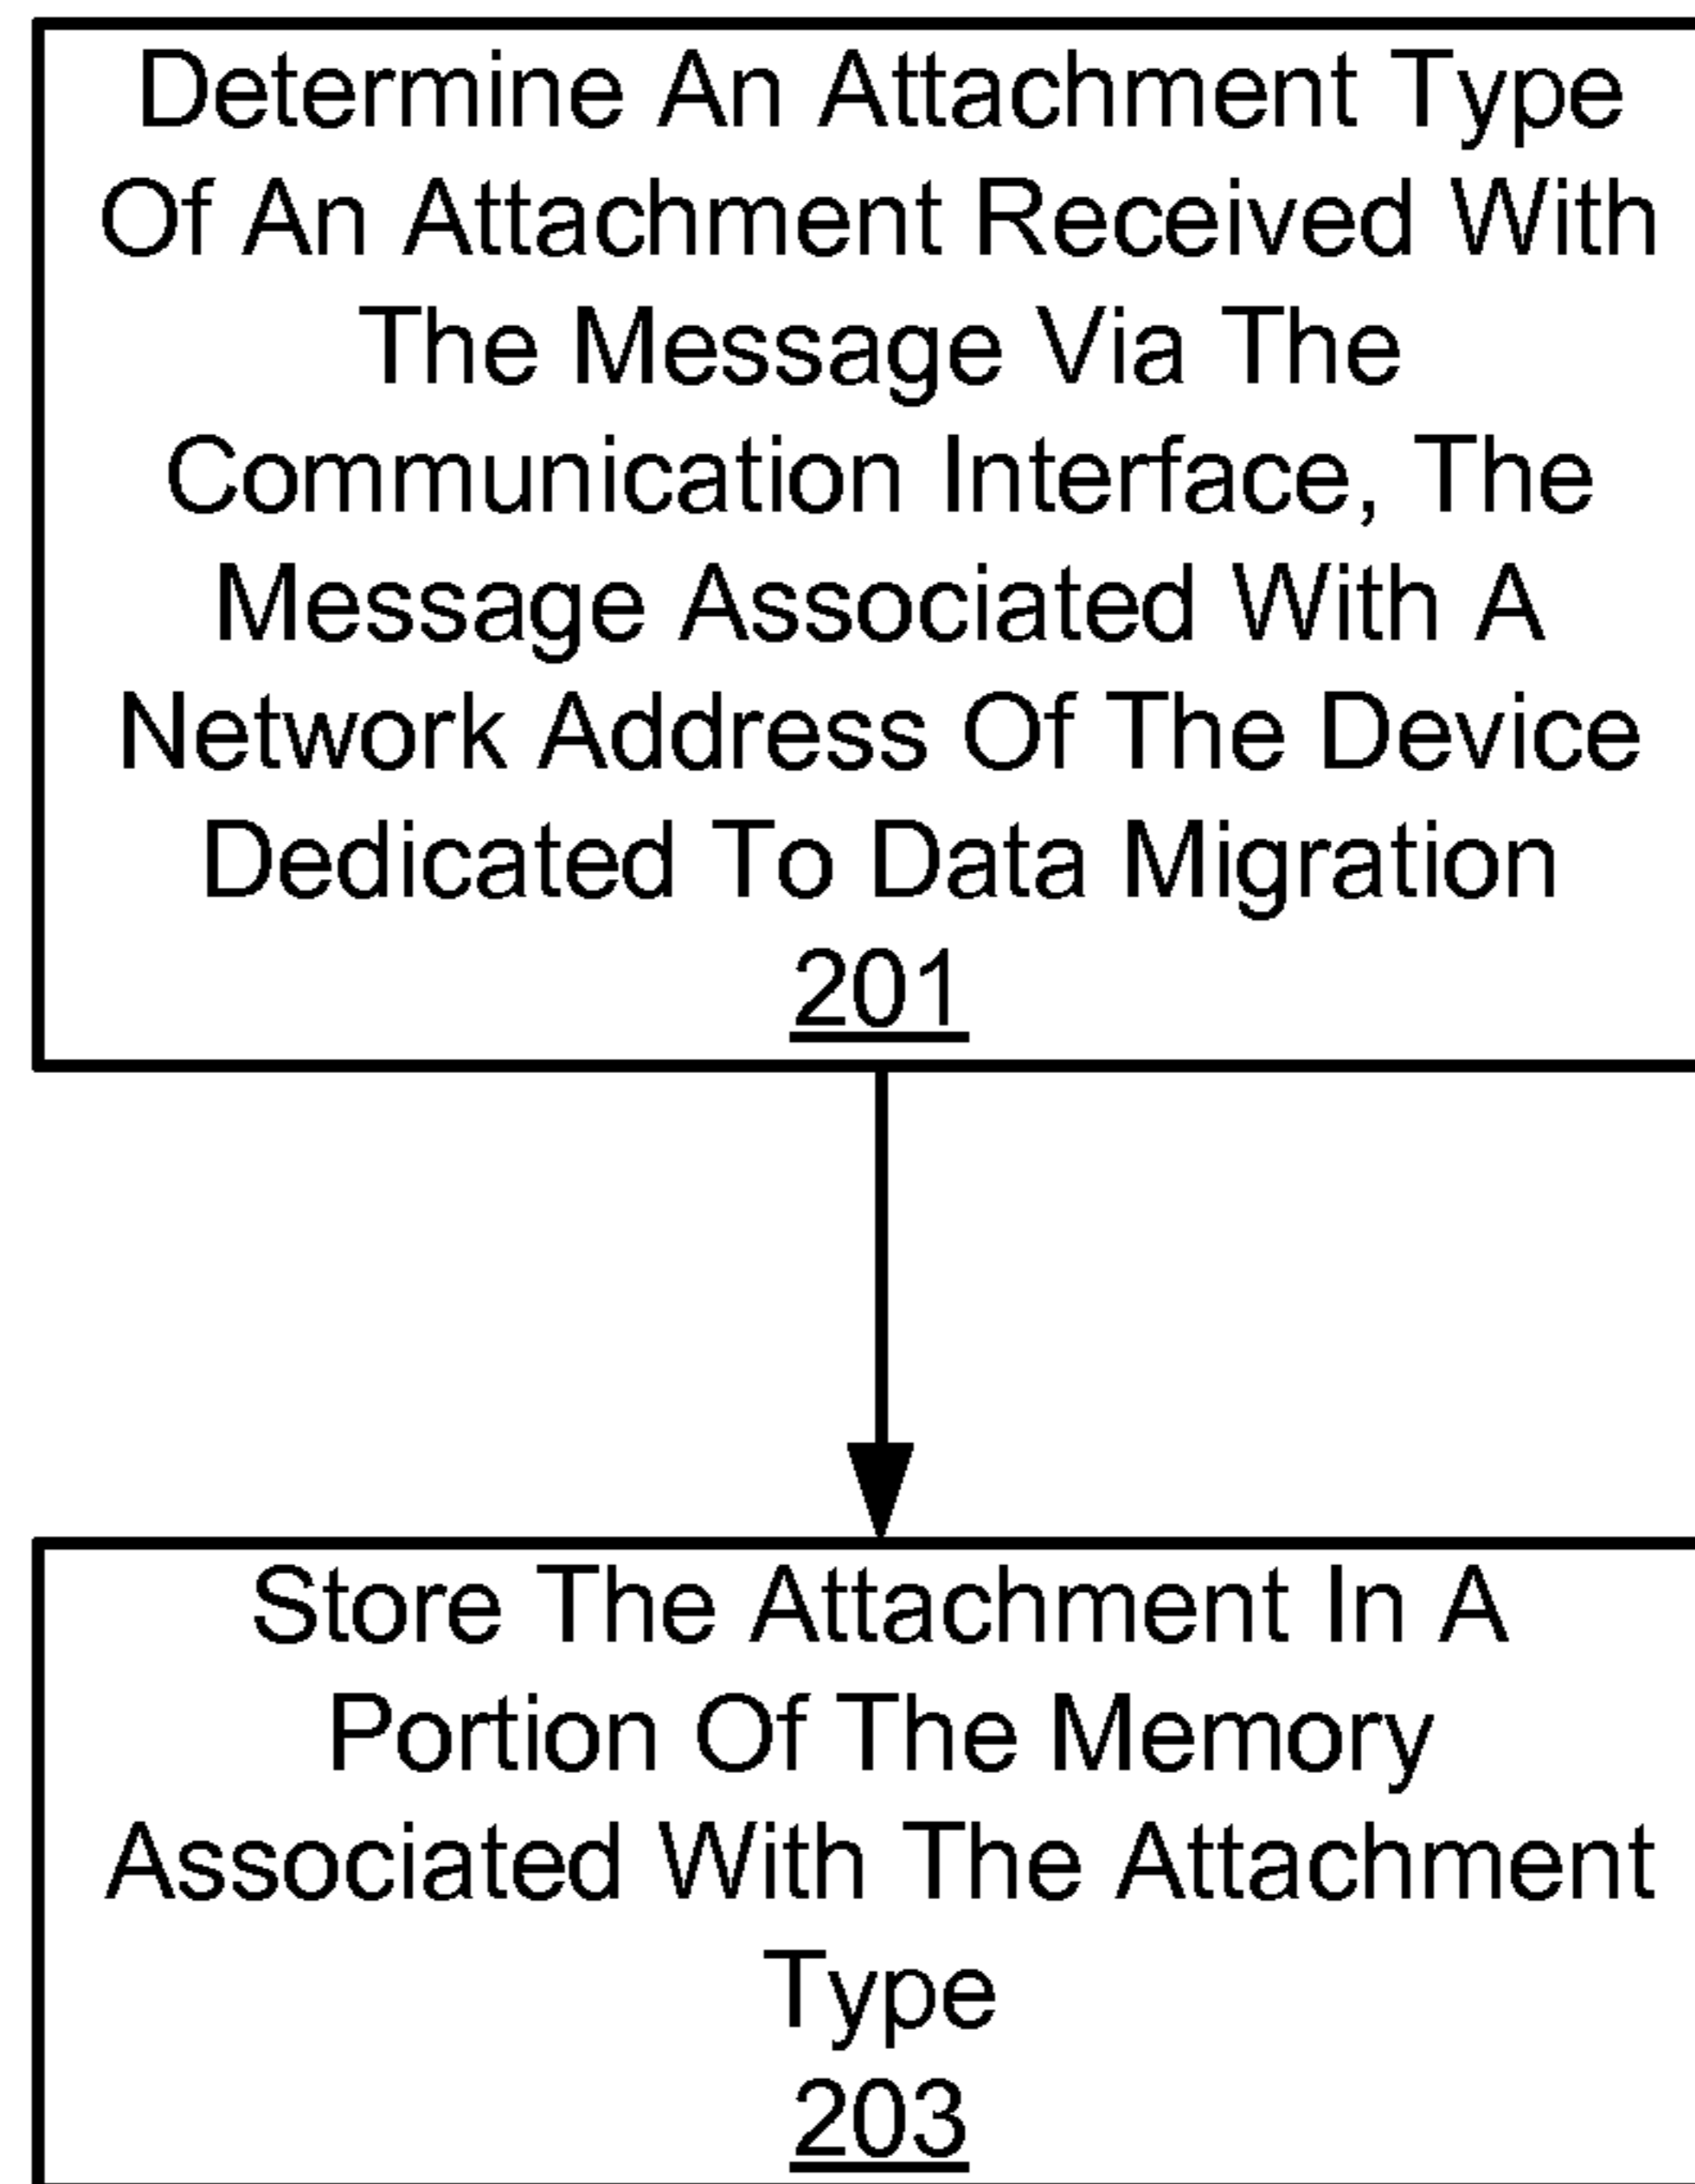 Determine An Attachment Type
Of An Attachment Received With
The Message Via The
Communication Interface, The
Message Associated With A
Network Address Of The Device
Dedicated To Data Migration
201
Store The Attachment In A
Portion Of The Memory
Associated With The Attachment
Type
203